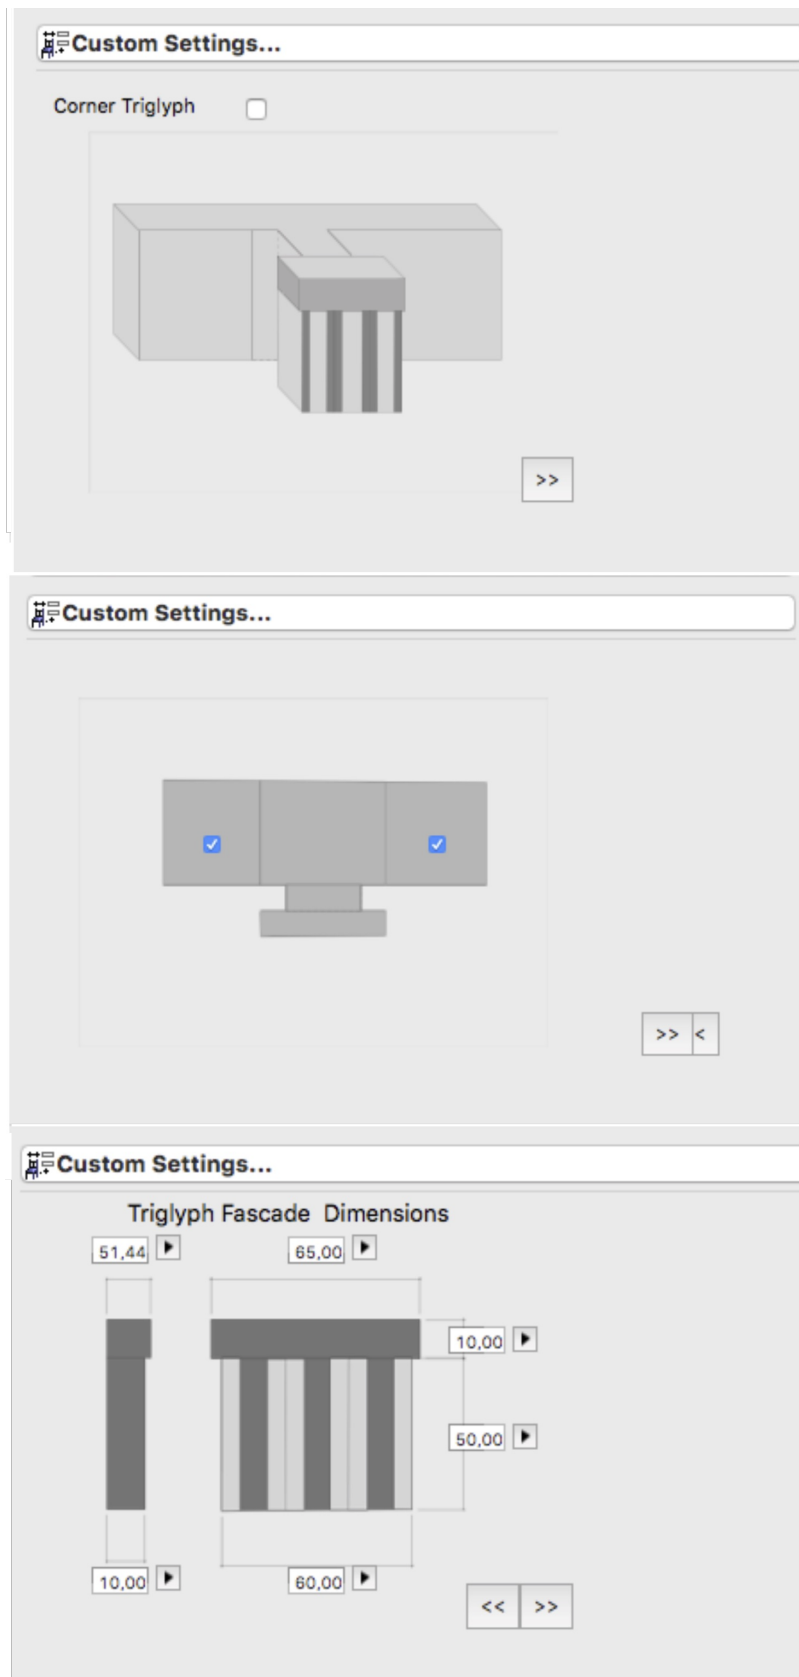 Custom Settings...
Corner Triglyph
>>
Custom Settings...
>> <
Custom Settings...
Triglyph Fascade Dimensions
51,44 65,00
10,00
50,00
10,00 60,00
<< >>